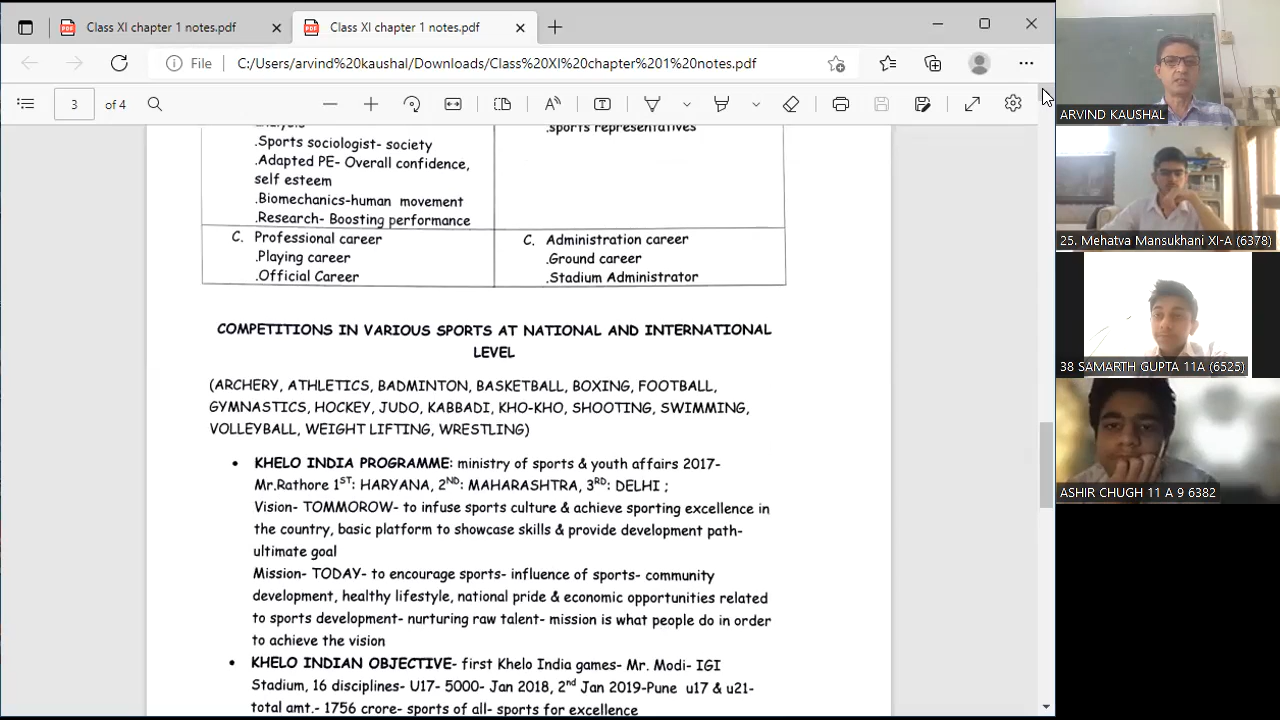 Class XI chapter 1 notes.pdf
Class XI chapter 1 notes.pdf
File
C:/Users/arvind%20kaushal/Downloads/Class%20XI%20chapter%201%20notes.pdf
3 of 4
.Sports sociologist- society
.Adapted PE- Overall confidence,
self esteem
.Biomechanics-human movement
.Research- Boosting performance
.sports representatives
C. Professional career
.Playing career
.Official Career
C. Administration career
.Ground career
.Stadium Administrator
COMPETITIONS IN VARIOUS SPORTS AT NATIONAL AND INTERNATIONAL
LEVEL
(ARCHERY, ATHLETICS, BADMINTON, BASKETBALL, BOXING, FOOTBALL,
GYMNASTICS, HOCKEY, JUDO, KABBADI, KHO-KHO, SHOOTING, SWIMMING,
VOLLEYBALL, WEIGHT LIFTING, WRESTLING)
• KHELO INDIA PROGRAMME: ministry of sports & youth affairs 2017-
Mr.Rathore 1ST: HARYANA, 2ND: MAHARASHTRA, 3RD: DELHI ;
Vision- TOMMOROW- to infuse sports culture & achieve sporting excellence in
the country, basic platform to showcase skills & provide development path-
ultimate goal
Mission- TODAY- to encourage sports- influence of sports- community
development, healthy lifestyle, national pride & economic opportunities related
to sports development- nurturing raw talent- mission is what people do in order
to achieve the vision
• KHELO INDIAN OBJECTIVE- first Khelo India games- Mr. Modi- IGI
Stadium, 16 disciplines- U17- 5000- Jan 2018, 2nd Jan 2019-Pune u17 & u21-
total amt.- 1756 crore- sports of all- sports for excellence
ARVIND KAUSHAL
25. Mehatva Mansukhani XI-A (6378)
38 SAMARTH GUPTA 11A (6525)
ASHIR CHUGH 11 A 9 6382